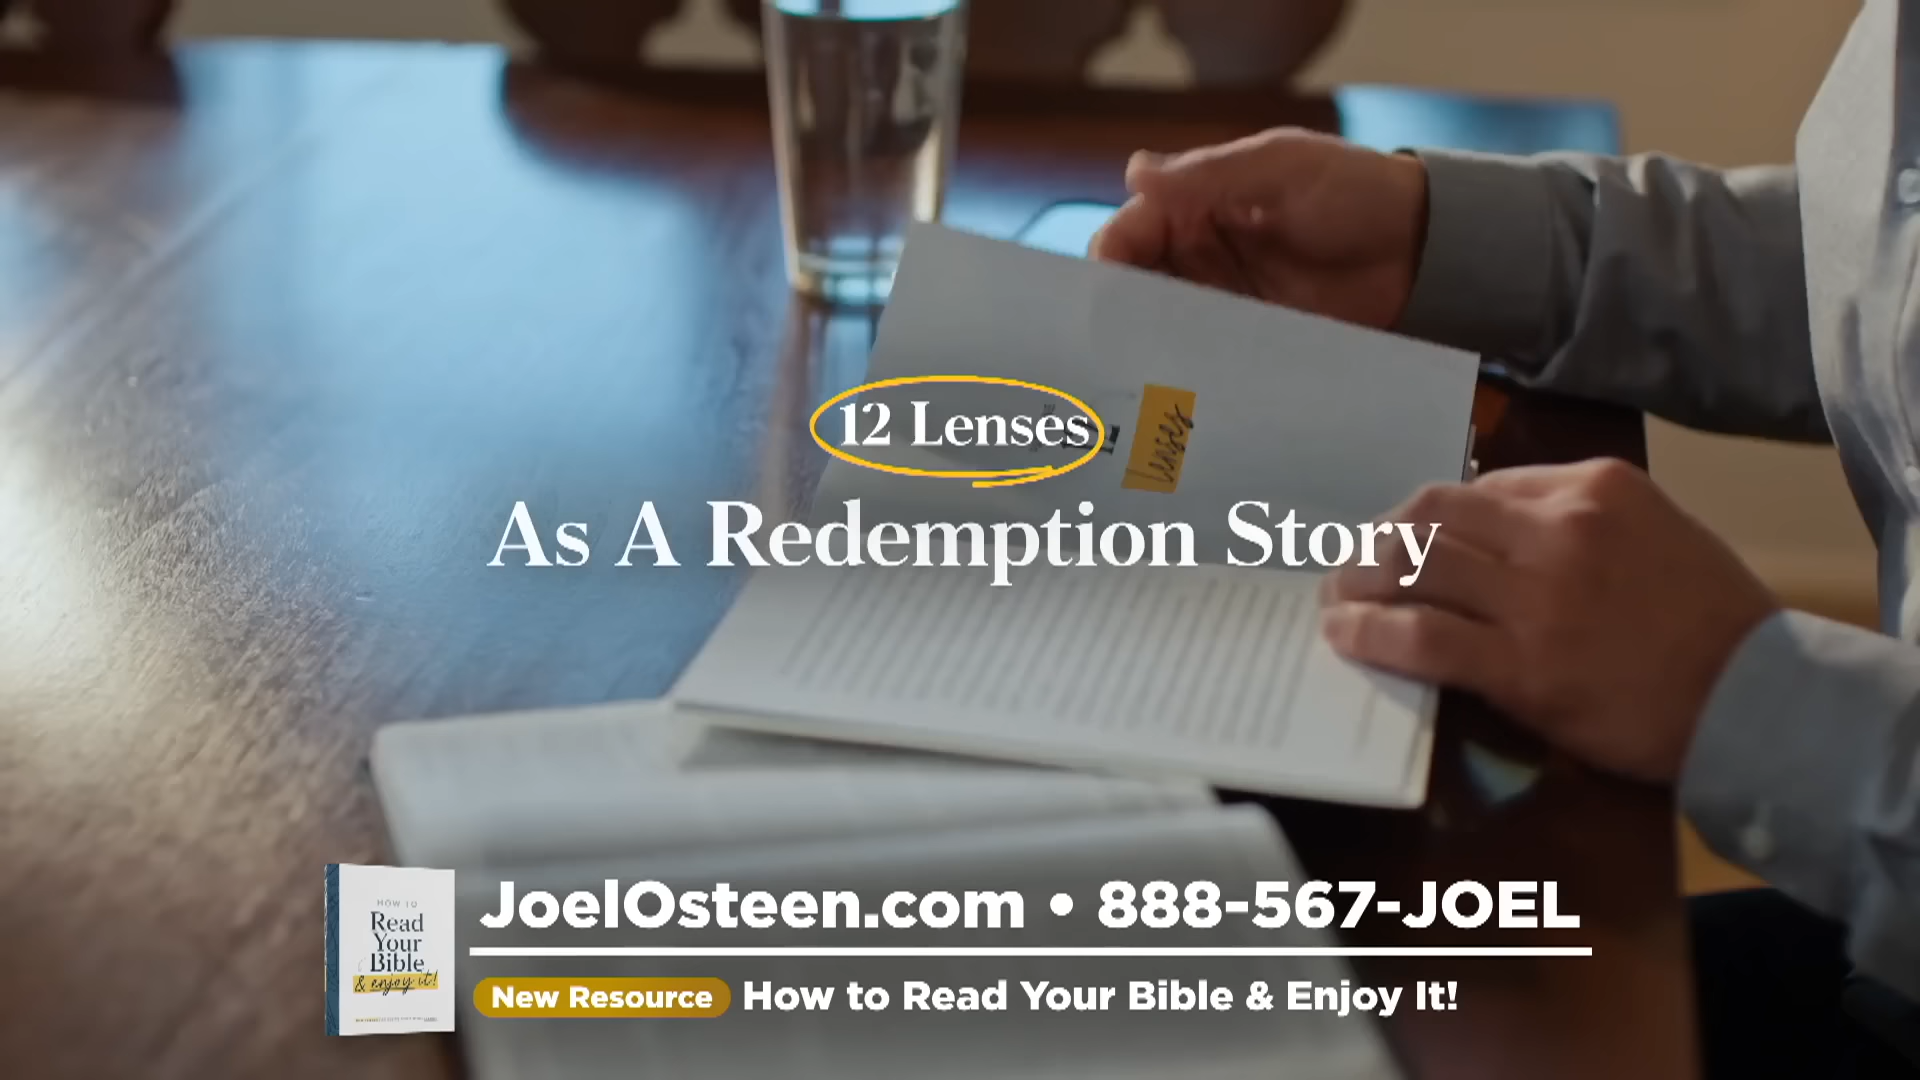 12 Lenses
lenses
As A Redemption Story
HOW TO
Read
Your
Bible
& enjoy it!
JoelOsteen.com • 888-567-JOEL
New Resource How to Read Your Bible & Enjoy It!